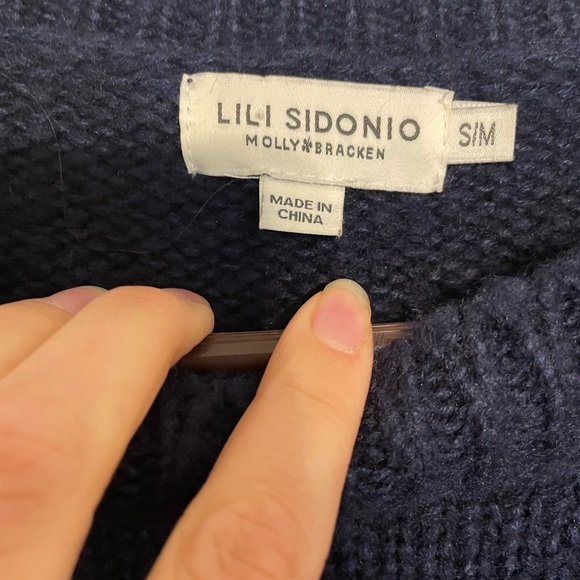 LILI SIDONIO
MOLLY BRACKEN
S/M
MADE IN
CHINA